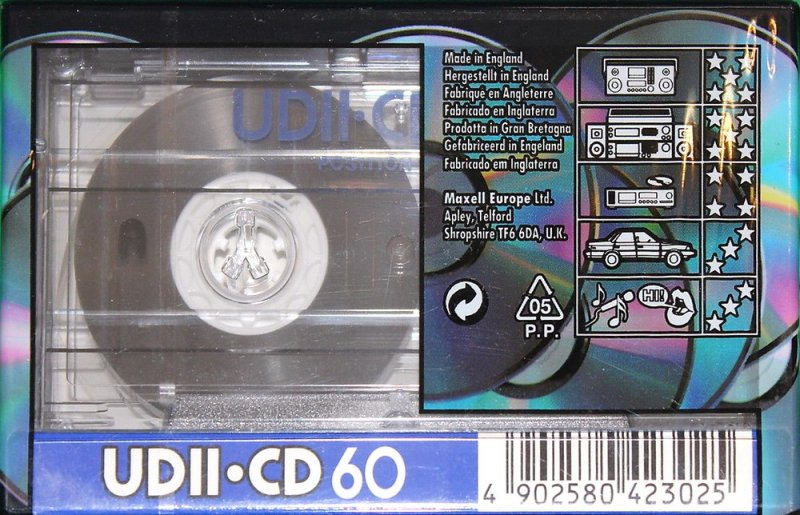 UDII•CD
POSITION
Made in England
Hergestellt in England
Fabriqué en Angleterre
Fabricado en Inglaterra
Prodotta in Gran Bretagna
Gefabriceerd in Engeland
Fabricado em Inglaterra
Maxell Europe Ltd.
Apley, Telford
Shropshire TF6 6DA, U.K.
HI!
05
P.P.
UDII•CD 60
4 902580 423025